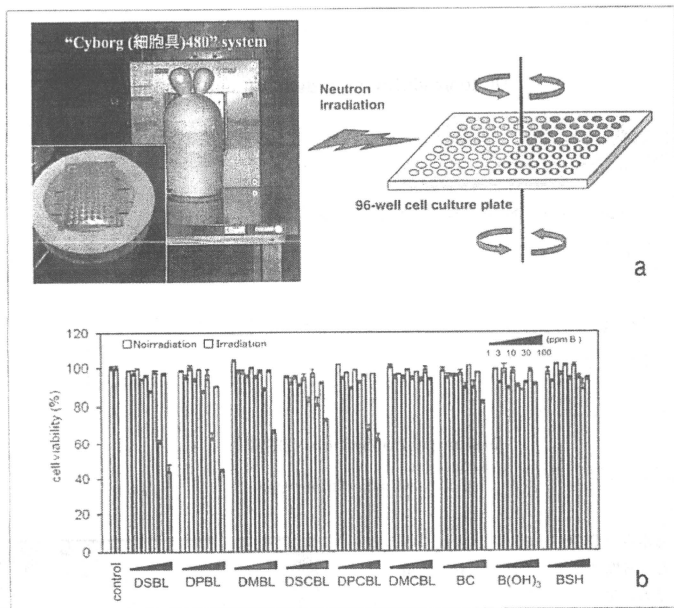 “Cyborg (細胞具)480” system
Neutron
irradiation
96-well cell culture plate
a
120
100
80
60
40
20
0
cell viability (%)
Noirradiation Irradiation
(ppm B)
1 3 10 30 100
control DSBL DPBL DMBL DSCBL DPCBL DMCBL BC B(OH)₃ BSH
b